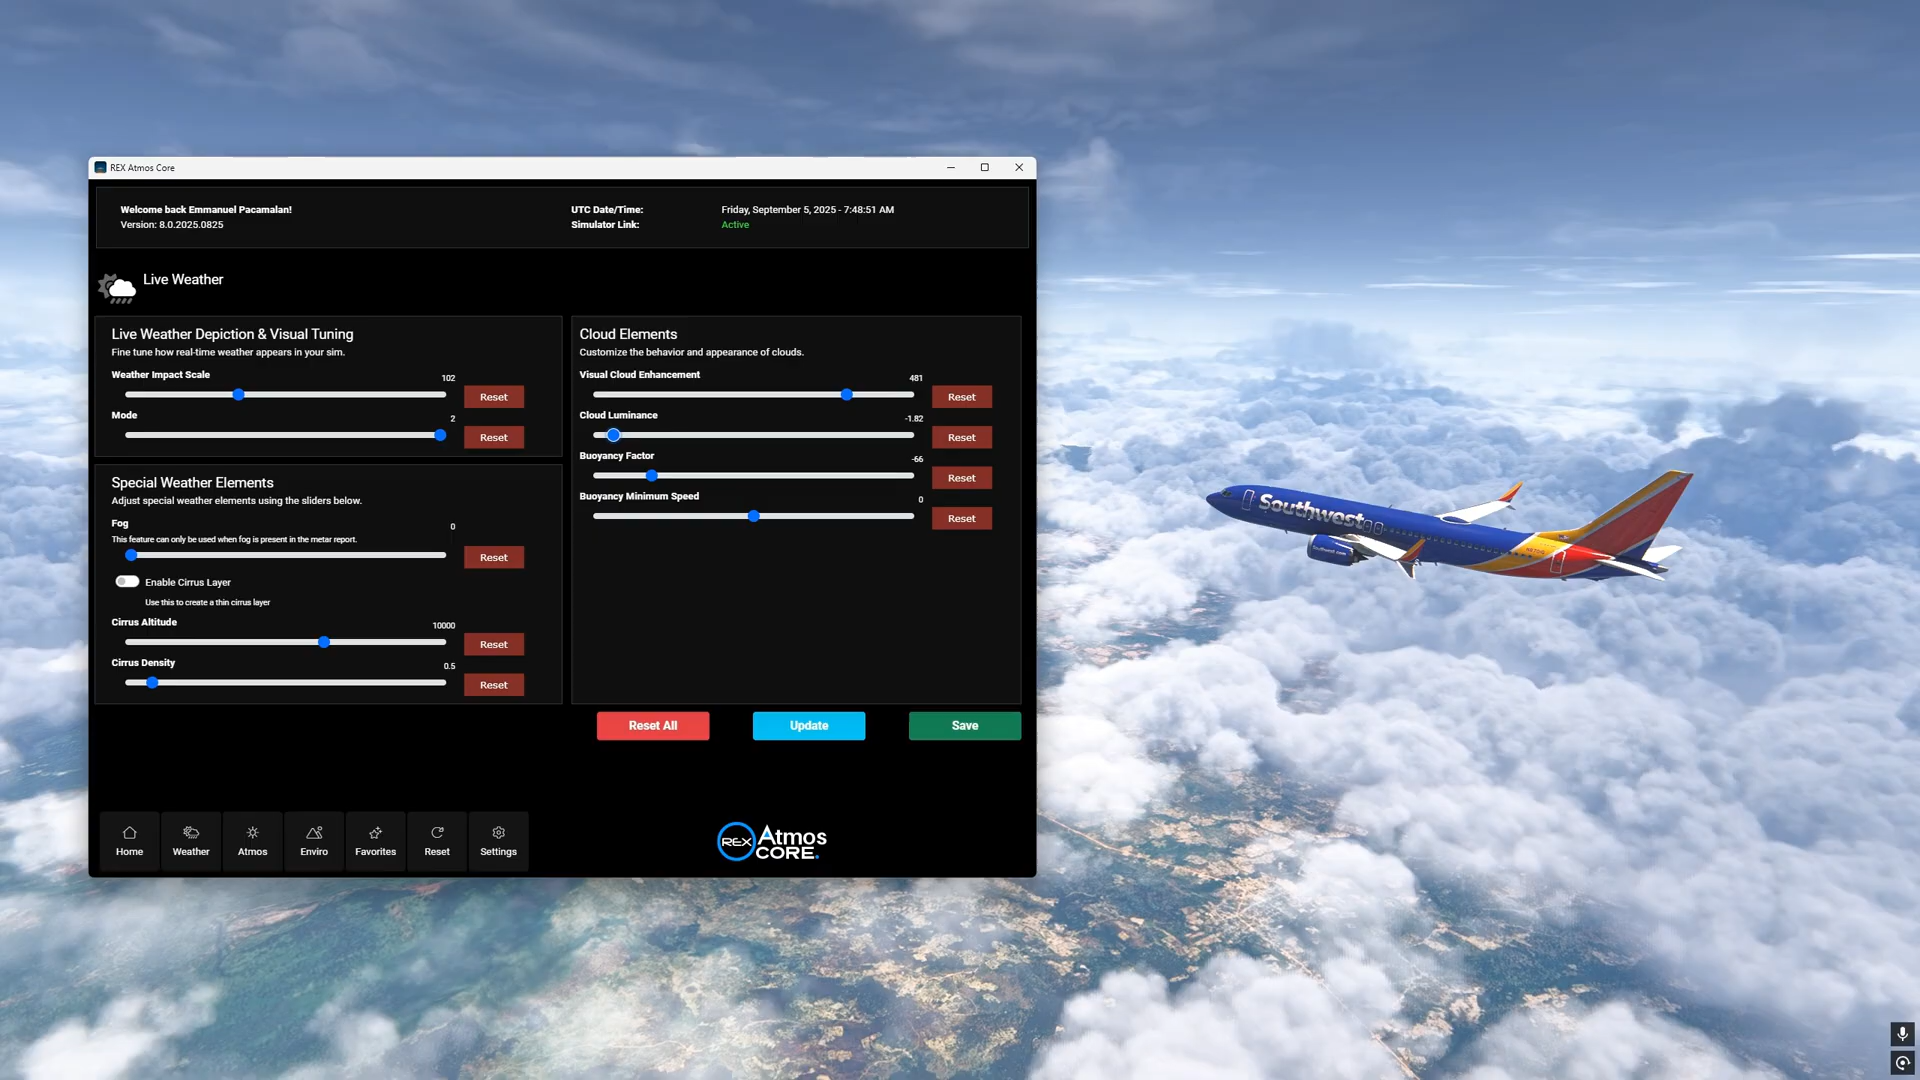 REX Atmos Core
Welcome back Emmanuel Pacamalan!
Version: 8.0.2025.0825
UTC Date/Time:
Friday, September 5, 2025 - 7:48:51 AM
Simulator Link:
Active
Live Weather
Live Weather Depiction & Visual Tuning
Fine tune how real-time weather appears in your sim.
Weather Impact Scale
102
Reset
Mode
2
Reset
Special Weather Elements
Adjust special weather elements using the sliders below.
Fog
0
This feature can only be used when fog is present in the metar report.
Reset
Enable Cirrus Layer
Use this to create a thin cirrus layer
Cirrus Altitude
10000
Reset
Cirrus Density
0.5
Reset
Cloud Elements
Customize the behavior and appearance of clouds.
Visual Cloud Enhancement
481
Reset
Cloud Luminance
-1.82
Reset
Buoyancy Factor
-66
Reset
Buoyancy Minimum Speed
0
Reset
Reset All
Update
Save
Home
Weather
Atmos
Enviro
Favorites
Reset
Settings
REX Atmos
CORE.
Southwest